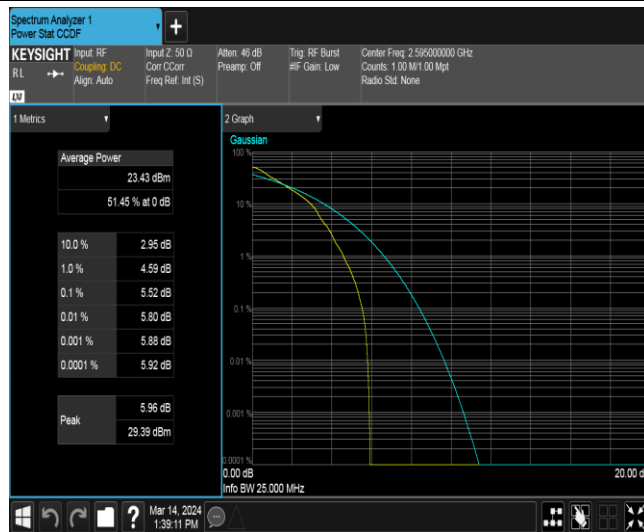 Spectrum Analyzer 1
Power Stat CCDF
+
KEYSIGHT
RL
LXI
Input: RF
Coupling: DC
Align: Auto
Input Z: 50 Ω
Corr CCorr
Freq Ref: Int (S)
Atten: 46 dB
Preamp: Off
Trig: RF Burst
#IF Gain: Low
Center Freq: 2.595000000 GHz
Counts: 1.00 M/1.00 Mpt
Radio Std: None
1 Metrics
Average Power
23.43 dBm
51.45 % at 0 dB
10.0 % 2.95 dB
1.0 % 4.59 dB
0.1 % 5.52 dB
0.01 % 5.80 dB
0.001 % 5.88 dB
0.0001 % 5.92 dB
Peak
5.96 dB
29.39 dBm
2 Graph
Gaussian
100 %
10 %
1 %
0.1 %
0.01 %
0.001 %
0.0001 %
0.00 dB 20.00 dB
Info BW 25.000 MHz
?
Mar 14, 2024
1:39:11 PM